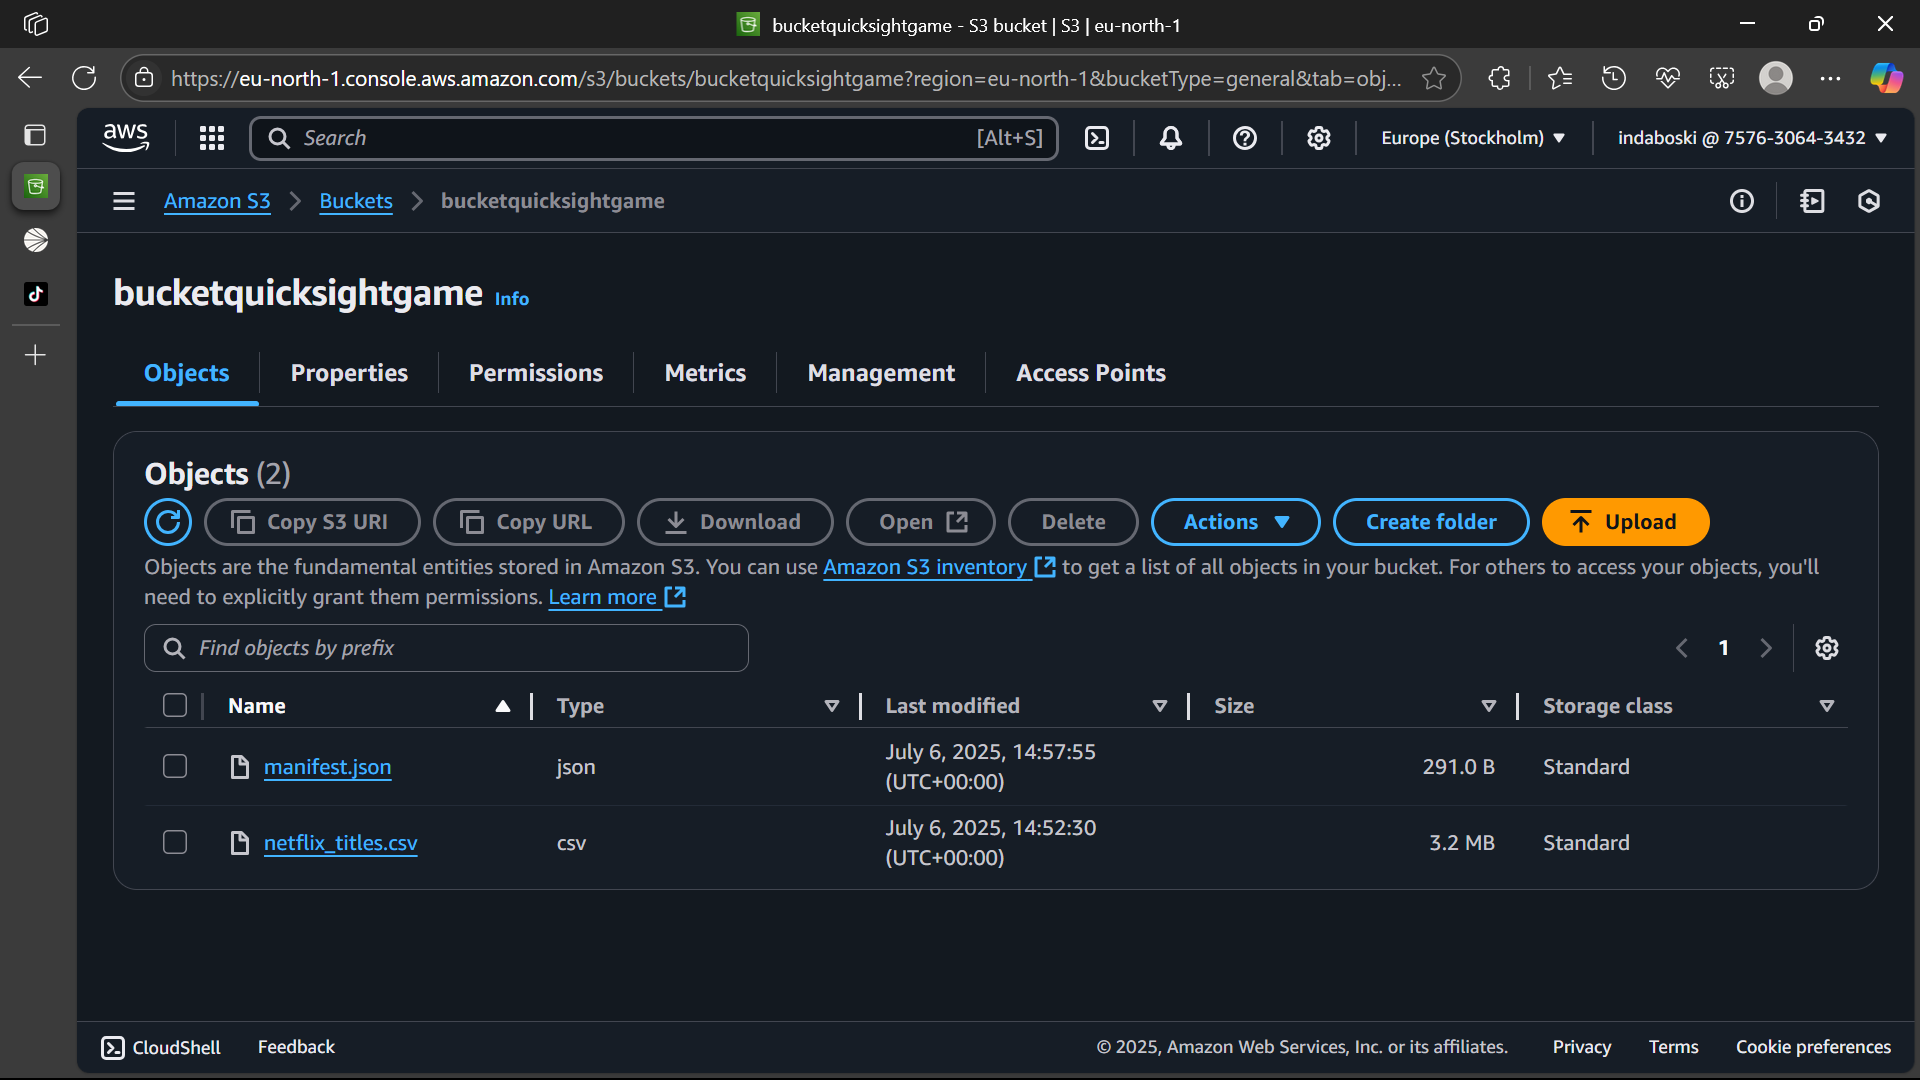 bucketquicksightgame - S3 bucket | S3 | eu-north-1
https://eu-north-1.console.aws.amazon.com/s3/buckets/bucketquicksightgame?region=eu-north-1&bucketType=general&tab=obj...
aws
Search [Alt+S]
Europe (Stockholm)
indaboski @ 7576-3064-3432
Amazon S3 > Buckets > bucketquicksightgame
bucketquicksightgame Info
Objects Properties Permissions Metrics Management Access Points
Objects (2)
Copy S3 URI Copy URL Download Open Delete Actions Create folder Upload
Objects are the fundamental entities stored in Amazon S3. You can use Amazon S3 inventory to get a list of all objects in your bucket. For others to access your objects, you'll
need to explicitly grant them permissions. Learn more
Find objects by prefix
1
Name Type Last modified Size Storage class
manifest.json json July 6, 2025, 14:57:55 291.0 B Standard
(UTC+00:00)
netflix_titles.csv csv July 6, 2025, 14:52:30 3.2 MB Standard
(UTC+00:00)
CloudShell Feedback © 2025, Amazon Web Services, Inc. or its affiliates. Privacy Terms Cookie preferences